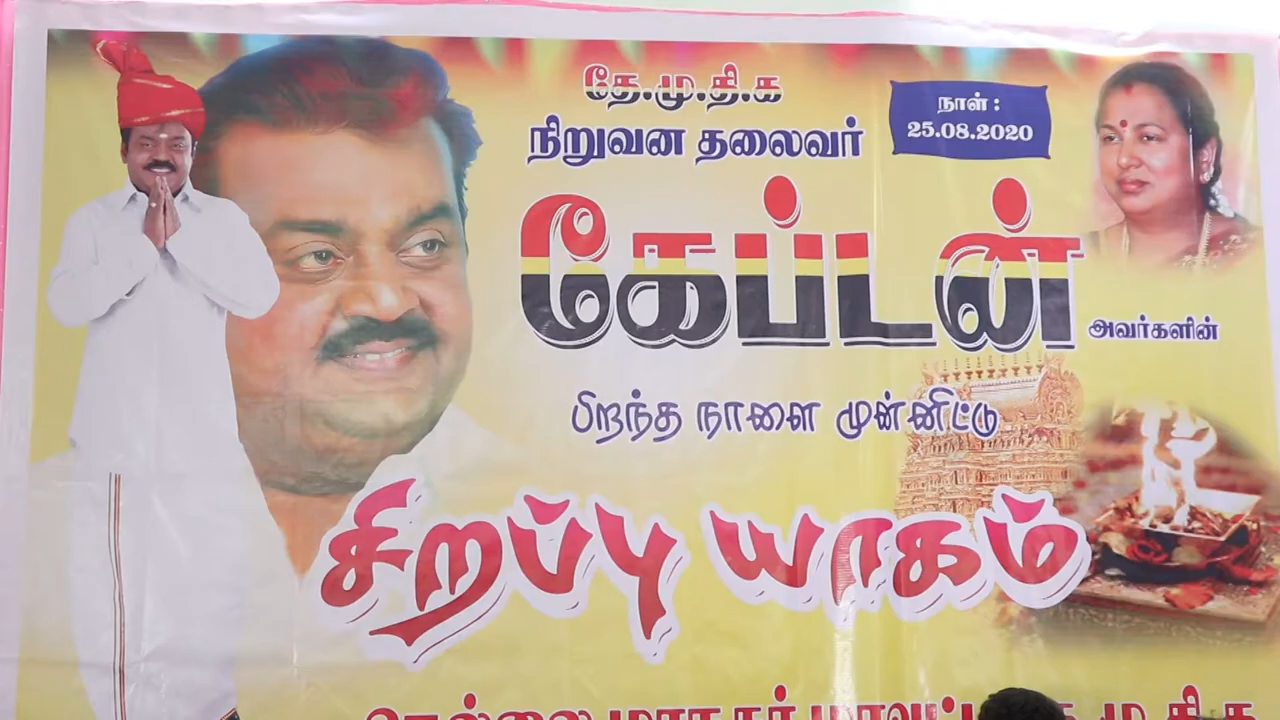 தே.மு.தி.க
நிறுவன தலைவர்
நாள் :
25.08.2020
கேப்டன்
அவர்களின்
பிறந்த நாளை முன்னிட்டு
சிறப்பு யாகம்